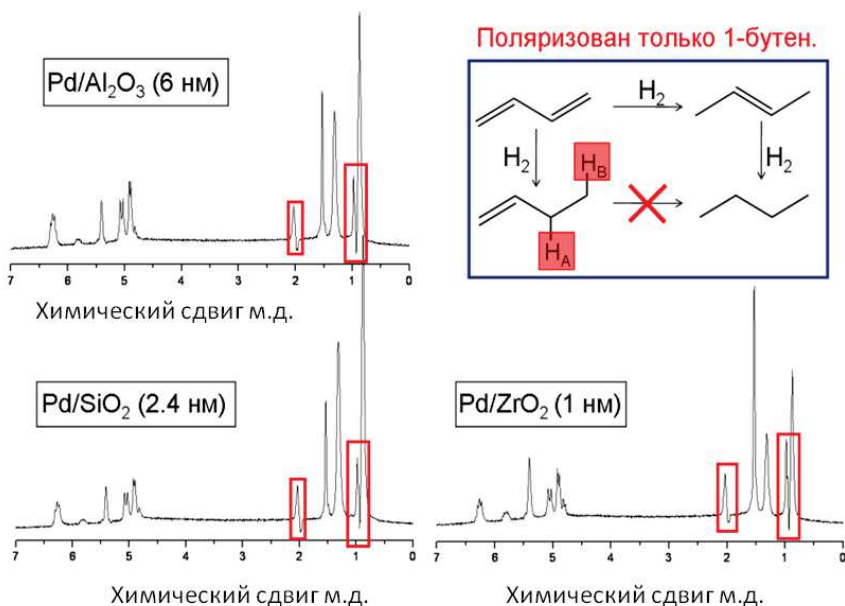 Поляризован только 1-бутен.
Pd/Al₂O₃ (6 нм)
H₂
H₂
H₂
H_B
H_A
7 6 5 4 3 2 1 0
Химический сдвиг м.д.
Pd/SiO₂ (2.4 нм)
7 6 5 4 3 2 1 0
Химический сдвиг м.д.
Pd/ZrO₂ (1 нм)
7 6 5 4 3 2 1 0
Химический сдвиг м.д.